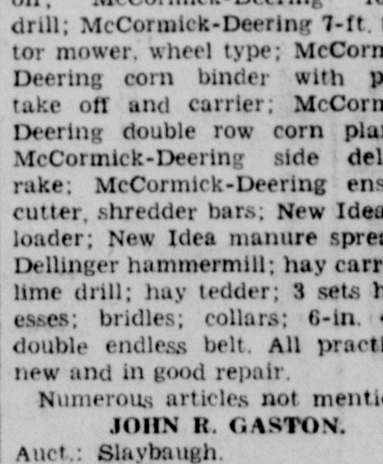 drill; McCormick-Deering 7-ft.
tor mower, wheel type; McCorm
Deering corn binder with p
take off and carrier; McCorm
Deering double row corn plan
McCormick-Deering side del
rake; McCormick-Deering ens
cutter, shredder bars; New Idea
loader; New Idea manure sprea
Dellinger hammermill; hay carr
lime drill; hay tedder; 3 sets h
esses; bridles; collars; 6-in.
double endless belt. All practi
new and in good repair.
Numerous articles not menti
JOHN R. GASTON.
Auct.: Slaybaugh.